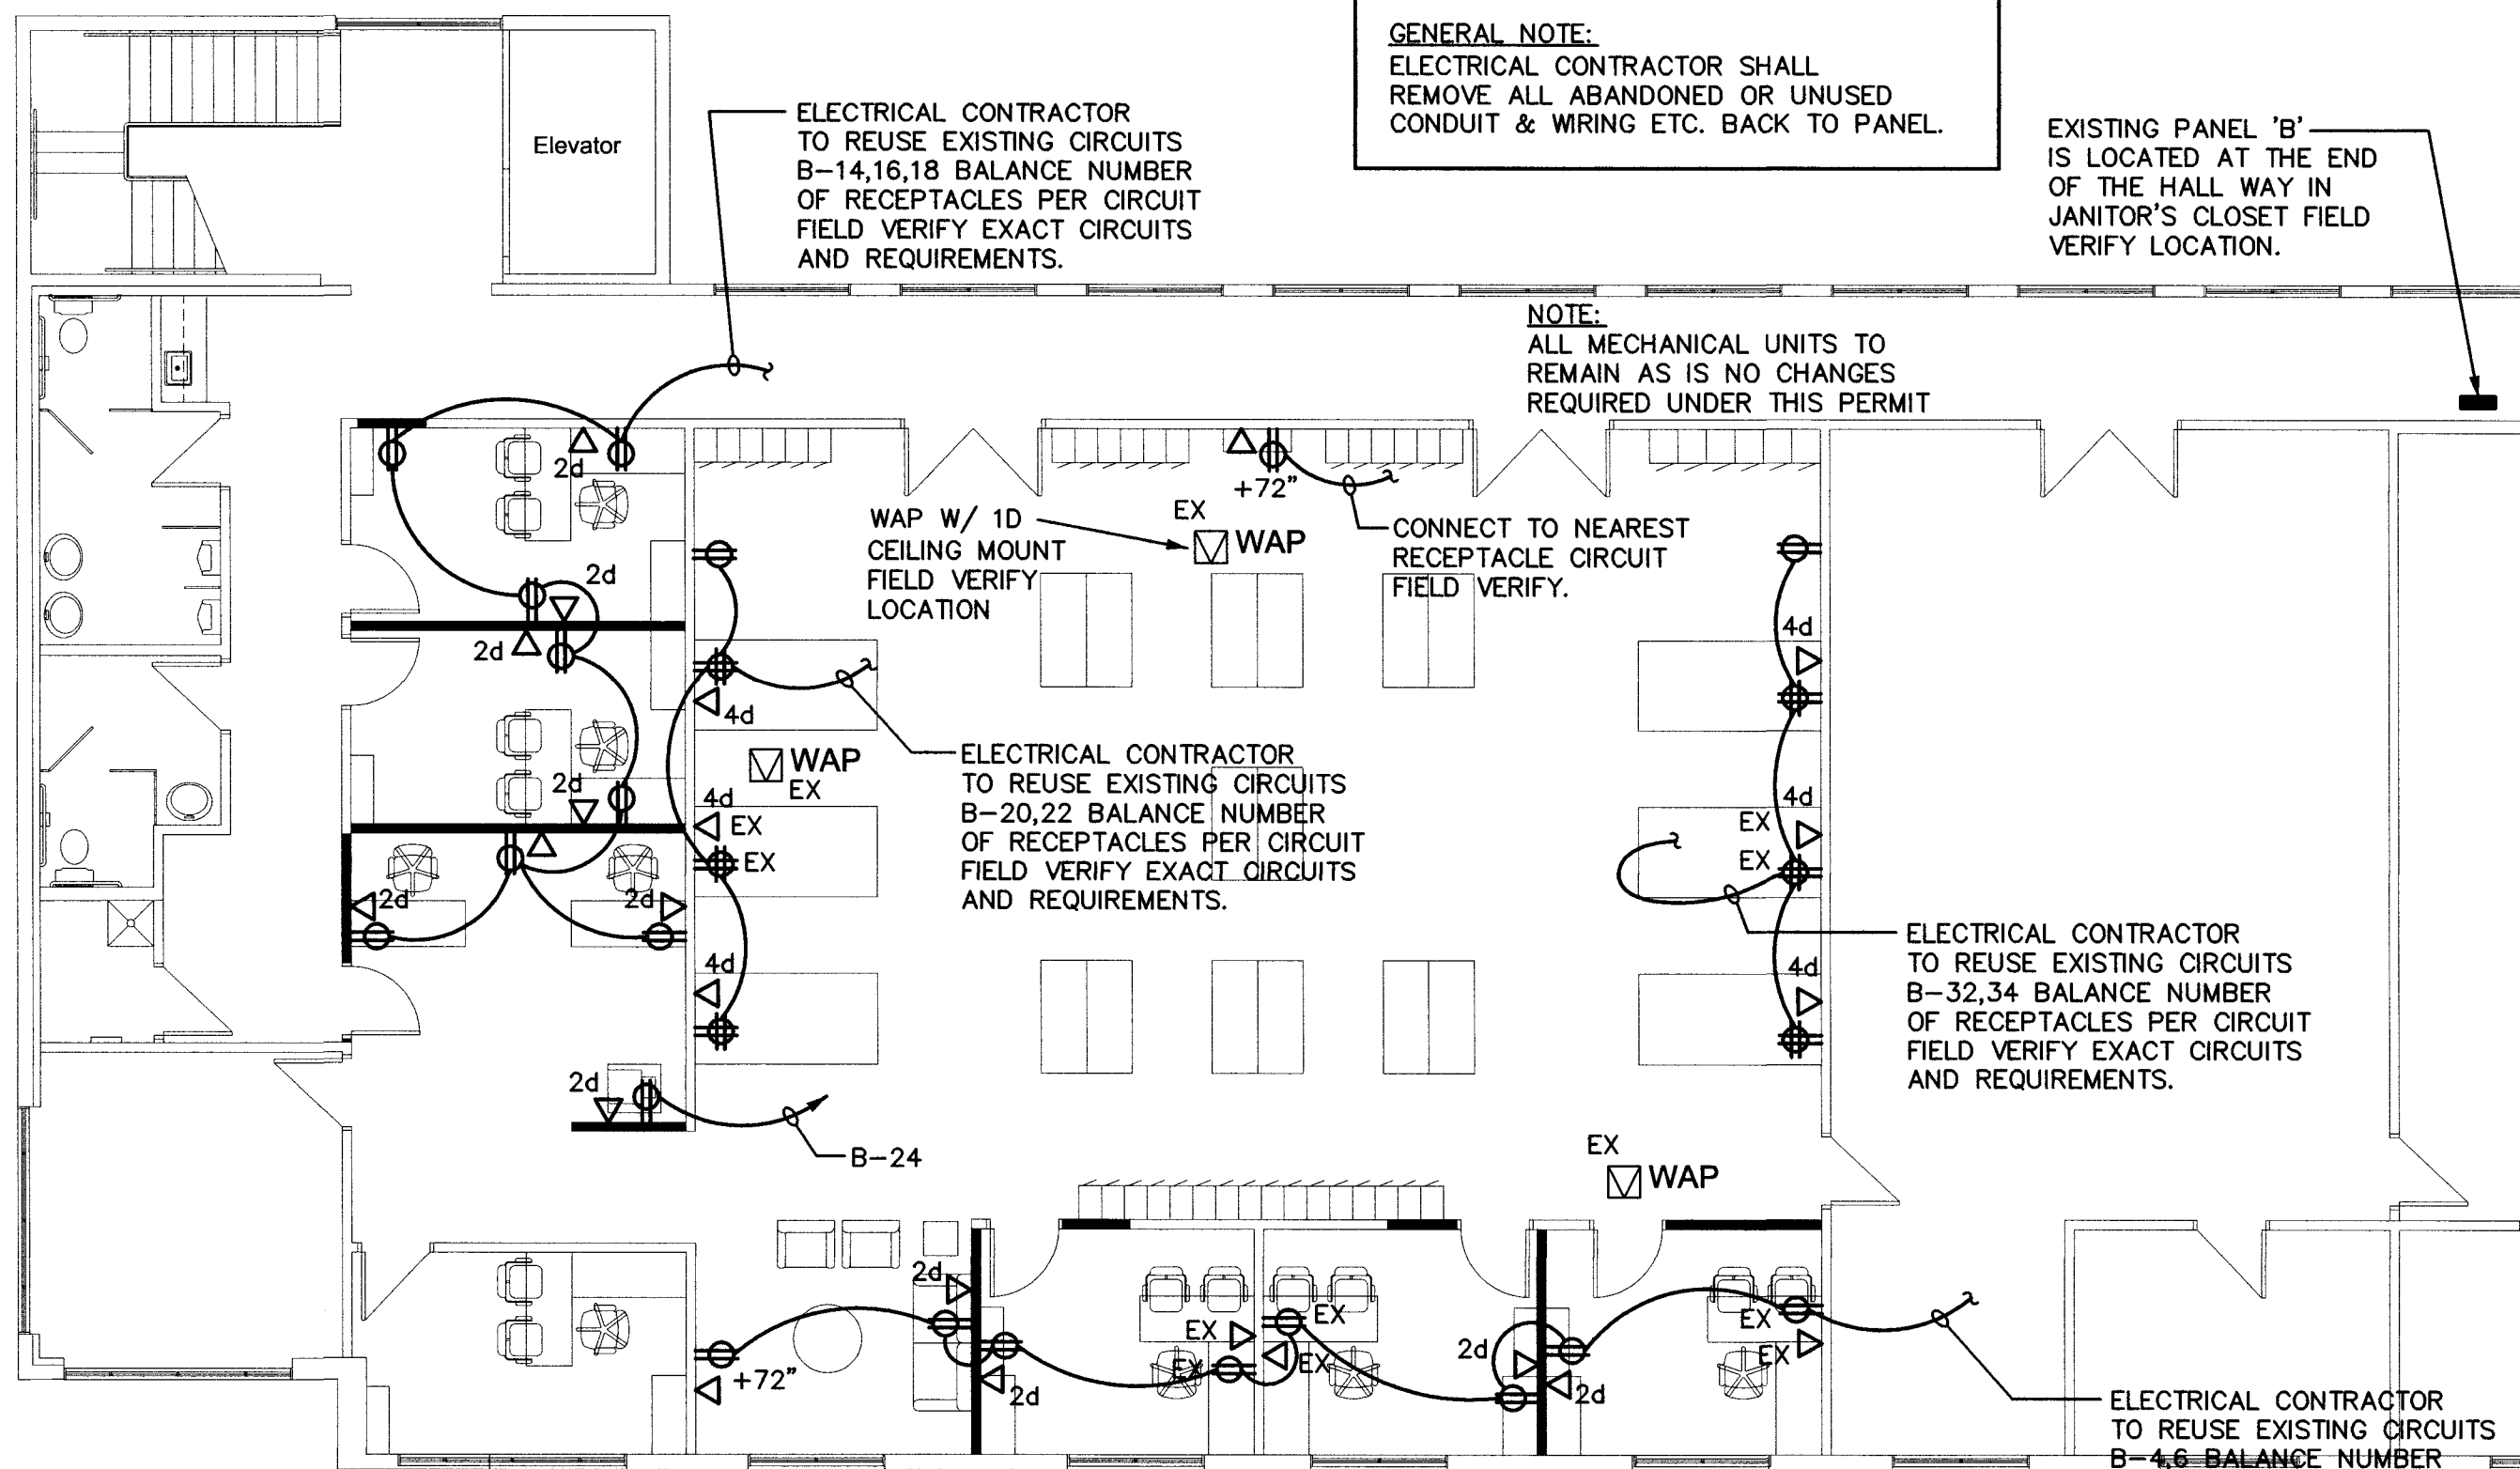 GENERAL NOTE:
ELECTRICAL CONTRACTOR SHALL
REMOVE ALL ABANDONED OR UNUSED
CONDUIT & WIRING ETC. BACK TO PANEL.
ELECTRICAL CONTRACTOR
TO REUSE EXISTING CIRCUITS
B-14,16,18 BALANCE NUMBER
OF RECEPTACLES PER CIRCUIT
FIELD VERIFY EXACT CIRCUITS
AND REQUIREMENTS.
Elevator
EXISTING PANEL 'B'
IS LOCATED AT THE END
OF THE HALL WAY IN
JANITOR'S CLOSET FIELD
VERIFY LOCATION.
NOTE:
ALL MECHANICAL UNITS TO
REMAIN AS IS NO CHANGES
REQUIRED UNDER THIS PERMIT
2d
+72"
EX
WAP
WAP W/ 1D
CEILING MOUNT
FIELD VERIFY
LOCATION
CONNECT TO NEAREST
RECEPTACLE CIRCUIT
FIELD VERIFY.
2d
2d
4d
4d
WAP
EX
2d
4d
EX
EX
ELECTRICAL CONTRACTOR
TO REUSE EXISTING CIRCUITS
B-20,22 BALANCE NUMBER
OF RECEPTACLES PER CIRCUIT
FIELD VERIFY EXACT CIRCUITS
AND REQUIREMENTS.
4d
EX
EX
2d
2d
4d
4d
ELECTRICAL CONTRACTOR
TO REUSE EXISTING CIRCUITS
B-32,34 BALANCE NUMBER
OF RECEPTACLES PER CIRCUIT
FIELD VERIFY EXACT CIRCUITS
AND REQUIREMENTS.
2d
B-24
EX
WAP
2d
+72"
2d
EX
EX
EX
EX
2d
2d
EX
EX
ELECTRICAL CONTRACTOR
TO REUSE EXISTING CIRCUITS
B-4,6 BALANCE NUMBER